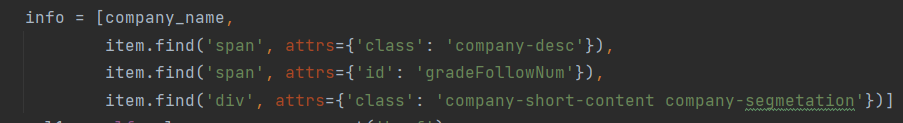 info = [company_name,
item.find('span', attrs={'class': 'company-desc'}),
item.find('span', attrs={'id': 'gradeFollowNum'}),
item.find('div', attrs={'class': 'company-short-content company-segmetation'})]